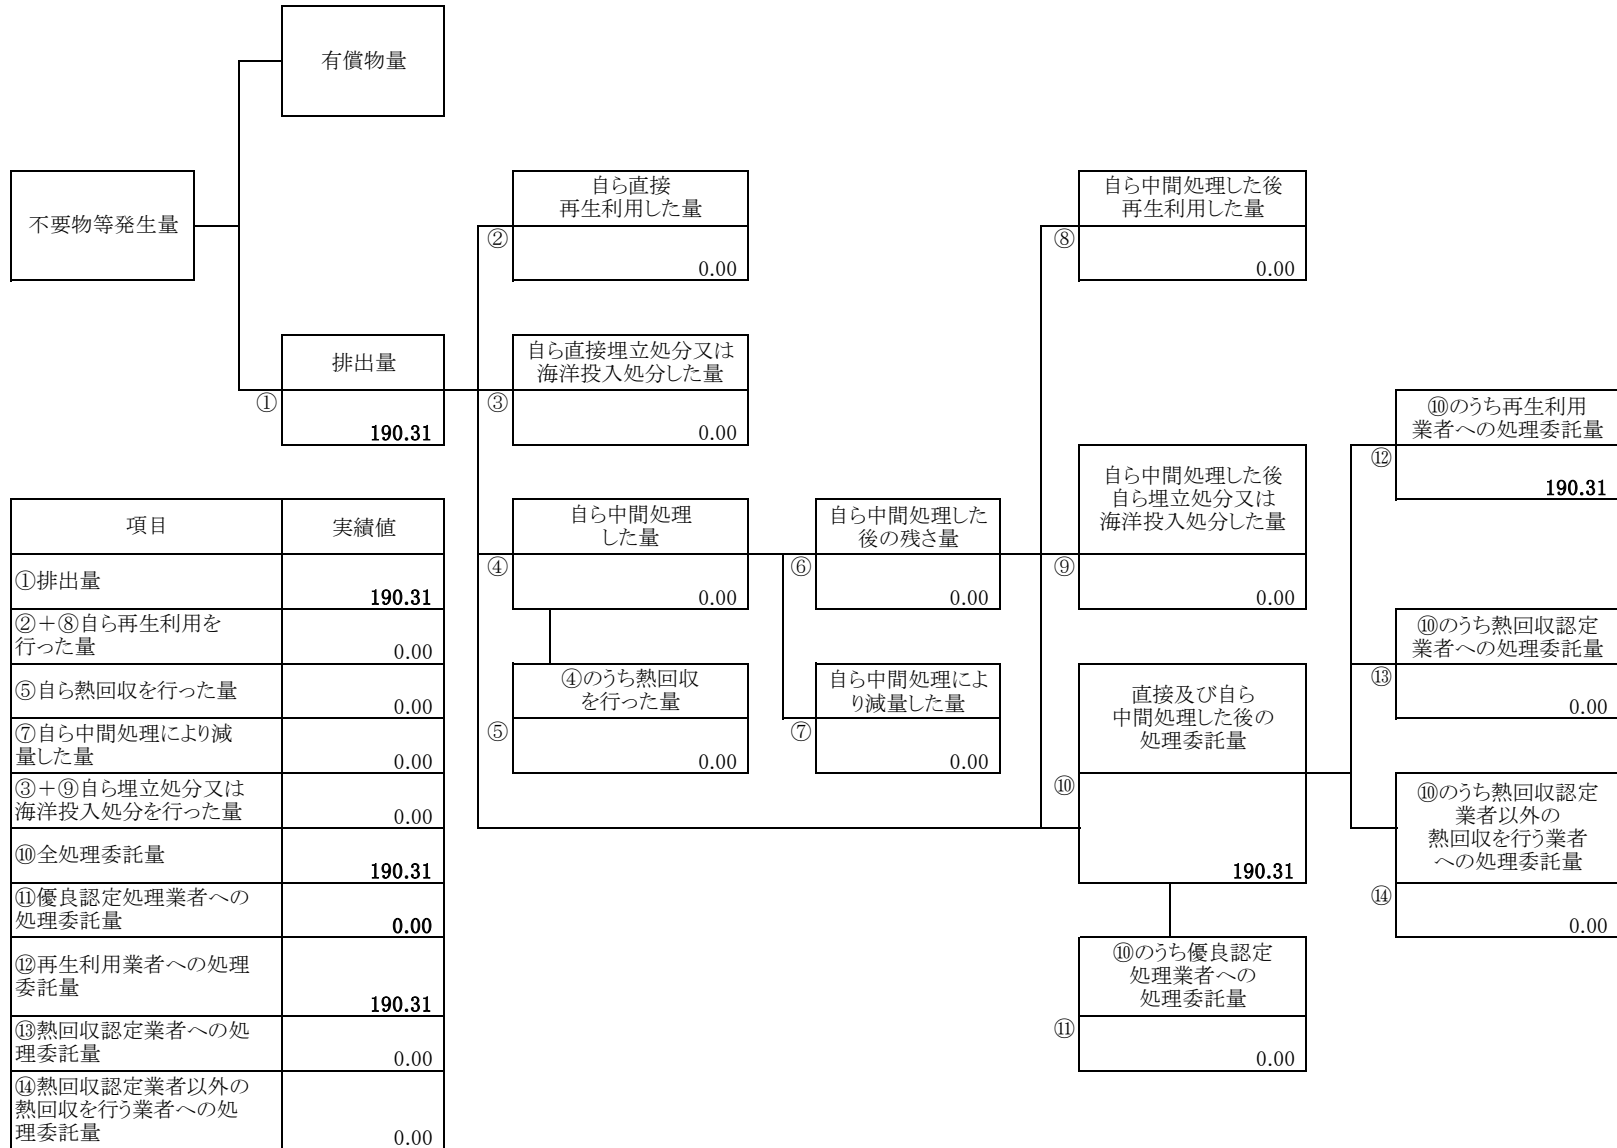 有償物量
不要物等発生量
自ら直接
再生利用した量
②
0.00
自ら中間処理した後
再生利用した量
⑧
0.00
排出量
①
190.31
自ら直接埋立処分又は
海洋投入処分した量
③
0.00
⑩のうち再生利用
業者への処理委託量
⑫
190.31
自ら中間処理
した量
④
0.00
自ら中間処理した
後の残さ量
⑥
0.00
自ら中間処理した後
自ら埋立処分又は
海洋投入処分した量
⑨
0.00
⑩のうち熱回収認定
業者への処理委託量
⑬
0.00
④のうち熱回収
を行った量
⑤
0.00
自ら中間処理によ
り減量した量
⑦
0.00
直接及び自ら
中間処理した後の
処理委託量
⑩
190.31
⑩のうち熱回収認定
業者以外の
熱回収を行う業者
への処理委託量
⑭
0.00
⑩のうち優良認定
処理業者への
処理委託量
⑪
0.00
項目 実績値
①排出量
190.31
②＋⑧自ら再生利用を
行った量
0.00
⑤自ら熱回収を行った量
0.00
⑦自ら中間処理により減
量した量
0.00
③＋⑨自ら埋立処分又は
海洋投入処分を行った量
0.00
⑩全処理委託量
190.31
⑪優良認定処理業者への
処理委託量
0.00
⑫再生利用業者への処理
委託量
190.31
⑬熱回収認定業者への処
理委託量
0.00
⑭熱回収認定業者以外の
熱回収を行う業者への処
理委託量
0.00